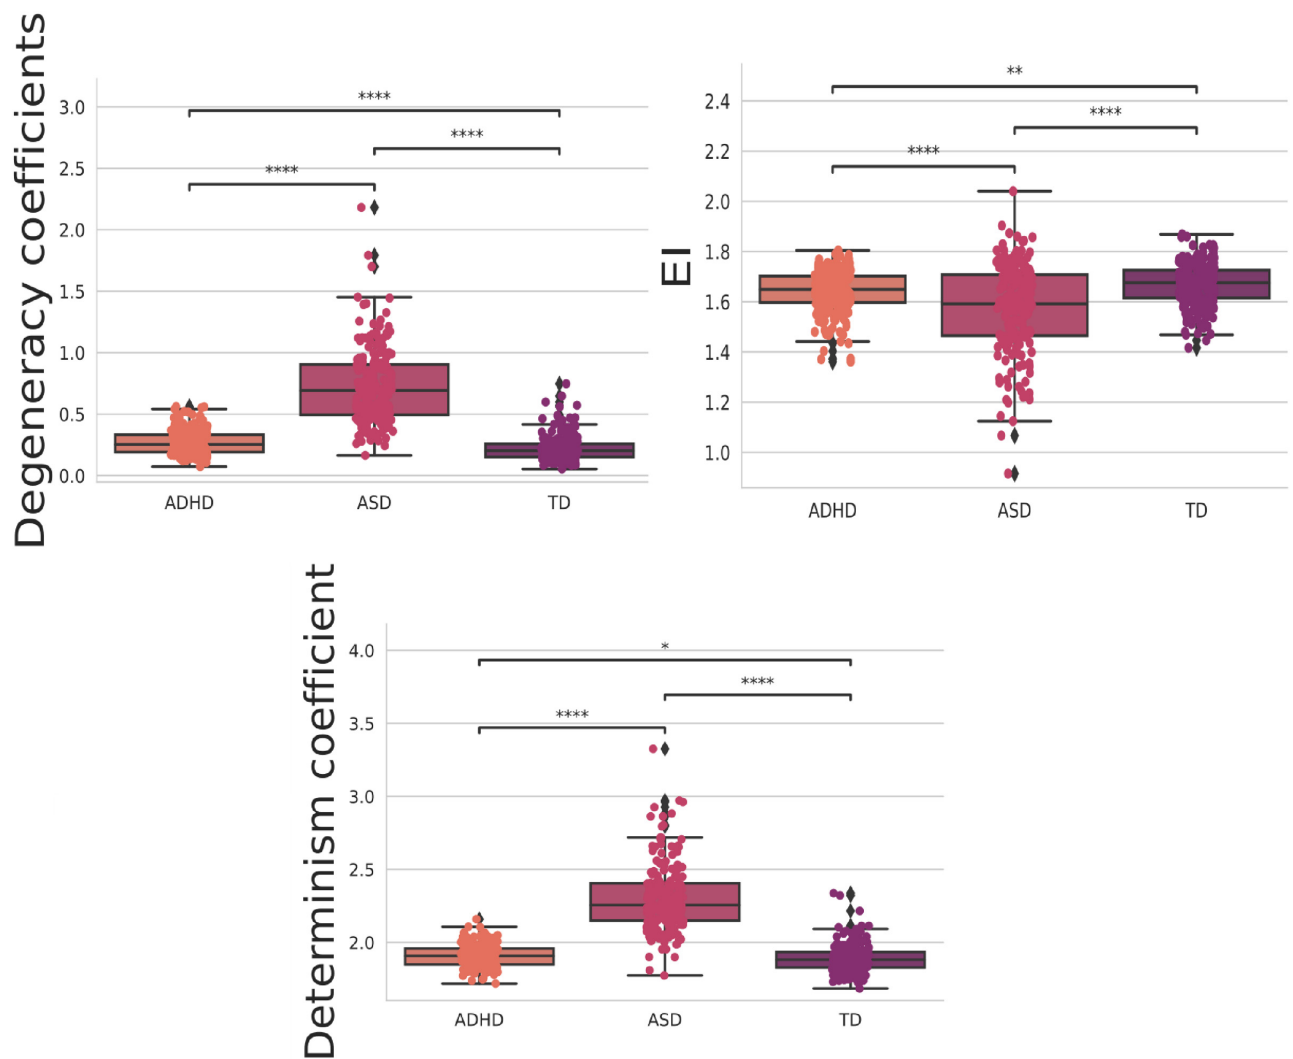 Degeneracy coefficients
3.0
2.5
2.0
1.5
1.0
0.5
0.0
****
****
****
ADHD
ASD
TD
EI
2.4
2.2
2.0
1.8
1.6
1.4
1.2
1.0
**
****
****
ADHD
ASD
TD
Determinism coefficient
4.0
3.5
3.0
2.5
2.0
*
****
****
ADHD
ASD
TD